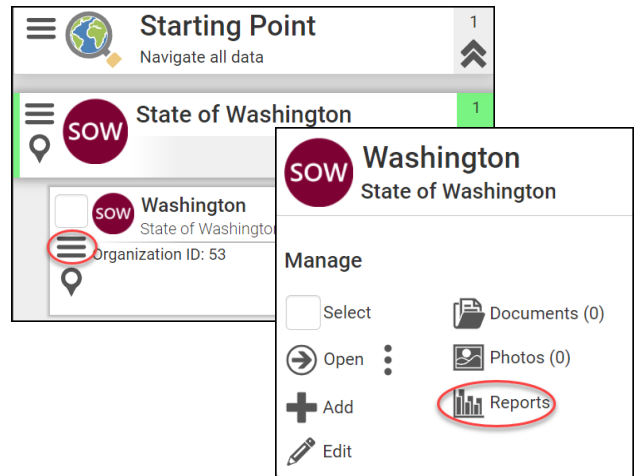 Starting Point
1
Navigate all data
State of Washington
1
SOW
SOW
Washington
State of Washington
Organization ID: 53
SOW
Washington
State of Washington
Manage
Select
Documents (0)
Open
Photos (0)
Add
Reports
Edit